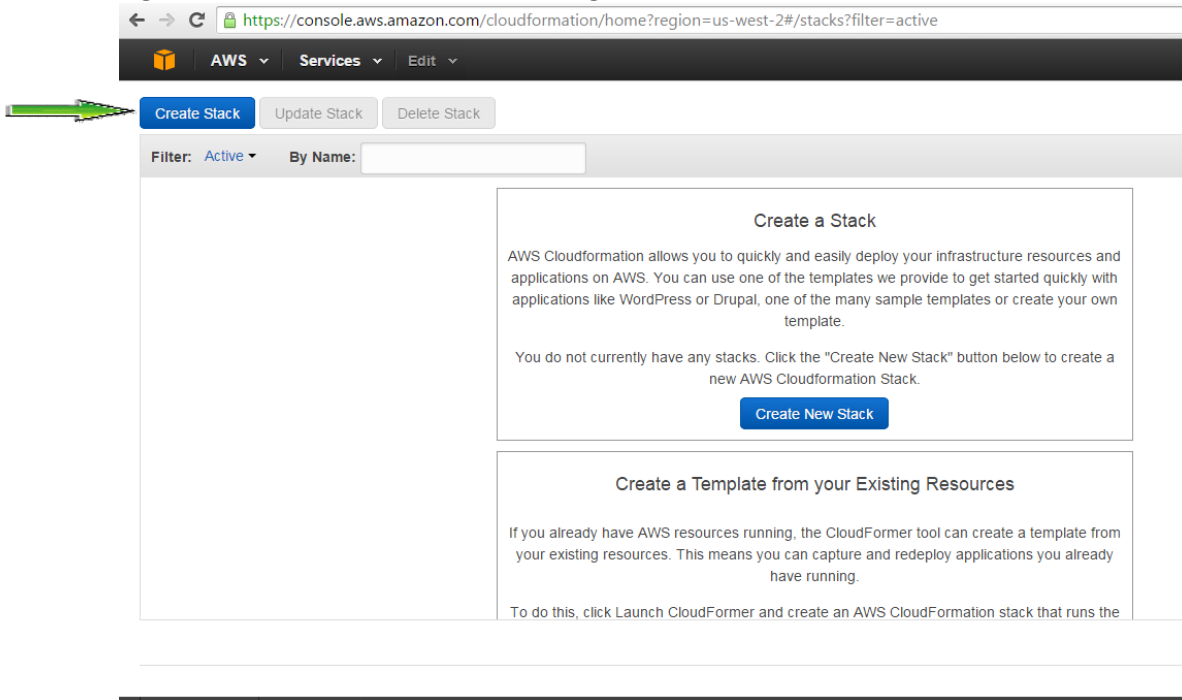 https://console.aws.amazon.com/cloudformation/home?region=us-west-2#/stacks?filter=active
AWS Services Edit
Create Stack Update Stack Delete Stack
Filter: Active By Name:
Create a Stack
AWS Cloudformation allows you to quickly and easily deploy your infrastructure resources and
applications on AWS. You can use one of the templates we provide to get started quickly with
applications like WordPress or Drupal, one of the many sample templates or create your own
template.
You do not currently have any stacks. Click the "Create New Stack" button below to create a
new AWS Cloudformation Stack.
Create New Stack
Create a Template from your Existing Resources
If you already have AWS resources running, the CloudFormer tool can create a template from
your existing resources. This means you can capture and redeploy applications you already
have running.
To do this, click Launch CloudFormer and create an AWS CloudFormation stack that runs the